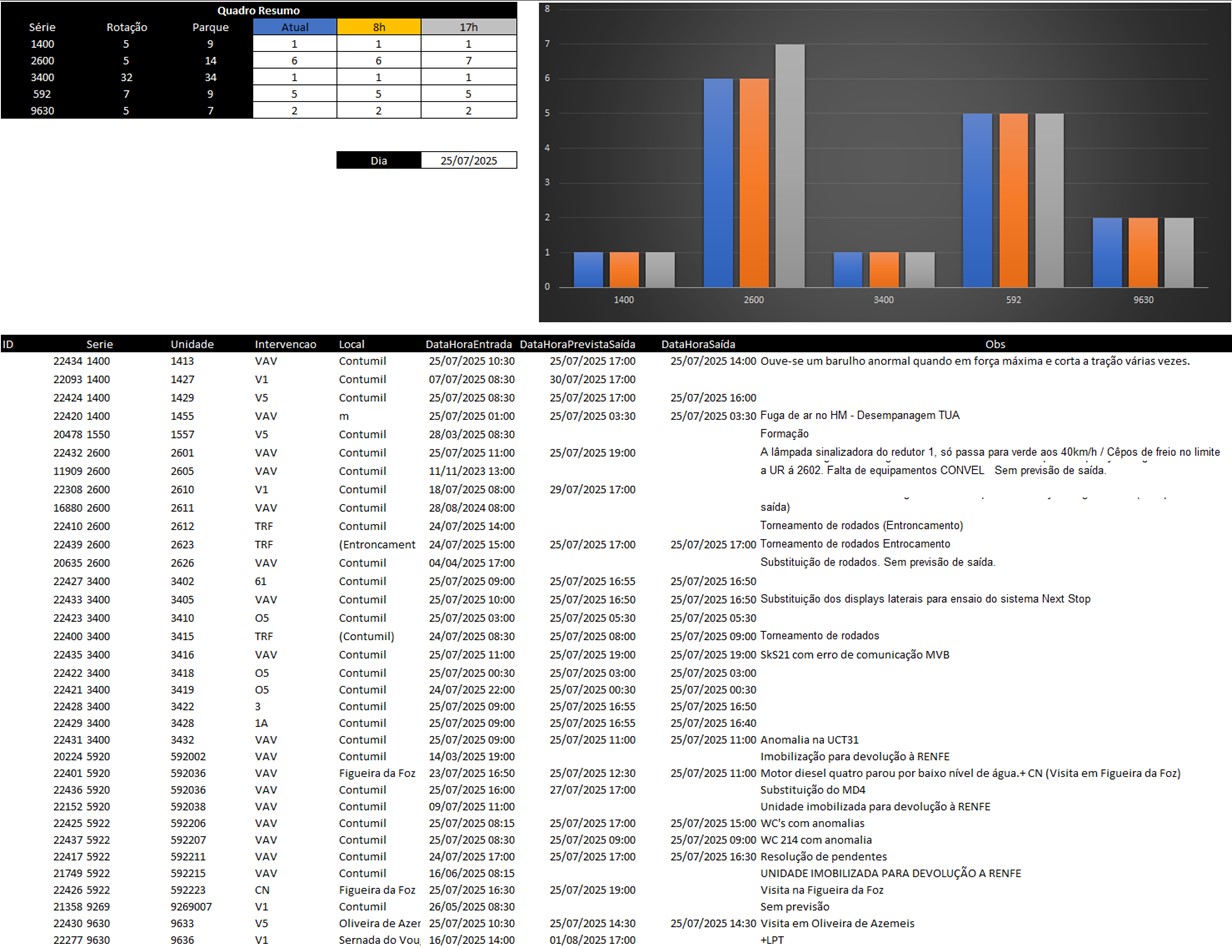 Quadro Resumo
Série Rotação Parque Atual 8h 17h
1400 5 9 1 1 1
2600 5 14 6 6 7
3400 32 34 1 1 1
592 7 9 5 5 5
9630 5 7 2 2 2
Dia 25/07/2025
8
7
6
5
4
3
2
1
0
1400 2600 3400 592 9630
ID Serie Unidade Intervencao Local DataHoraEntrada DataHoraPrevistaSaída DataHoraSaída Obs
22434 1400 1413 VAV Contumil 25/07/2025 10:30 25/07/2025 17:00 25/07/2025 14:00 Ouve-se um barulho anormal quando em força máxima e corta a tração várias vezes.
22093 1400 1427 V1 Contumil 07/07/2025 08:30 30/07/2025 17:00
22424 1400 1429 V5 Contumil 25/07/2025 08:30 25/07/2025 17:00 25/07/2025 16:00
22420 1400 1455 VAV m 25/07/2025 01:00 25/07/2025 03:30 25/07/2025 03:30 Fuga de ar no HM - Desempanagem TUA
20478 1550 1557 V5 Contumil 28/03/2025 08:30 Formação
22432 2600 2601 VAV Contumil 25/07/2025 11:00 25/07/2025 19:00 A lâmpada sinalizadora do redutor 1, só passa para verde aos 40km/h / Cêpos de freio no limite
11909 2600 2605 VAV Contumil 11/11/2023 13:00 a UR á 2602. Falta de equipamentos CONVEL Sem previsão de saída.
22308 2600 2610 V1 Contumil 18/07/2025 08:00 29/07/2025 17:00
16880 2600 2611 VAV Contumil 28/08/2024 08:00 saída)
22410 2600 2612 TRF Contumil 24/07/2025 14:00 Torneamento de rodados (Entroncamento)
22439 2600 2623 TRF (Entroncament 24/07/2025 15:00 25/07/2025 17:00 25/07/2025 17:00 Torneamento de rodados Entrocamento
20635 2600 2626 VAV Contumil 04/04/2025 17:00 Substituição de rodados. Sem previsão de saída.
22427 3400 3402 61 Contumil 25/07/2025 09:00 25/07/2025 16:55 25/07/2025 16:50
22433 3400 3405 VAV Contumil 25/07/2025 10:00 25/07/2025 16:50 25/07/2025 16:50 Substituição dos displays laterais para ensaio do sistema Next Stop
22423 3400 3410 O5 Contumil 25/07/2025 03:00 25/07/2025 05:30 25/07/2025 05:30
22400 3400 3415 TRF (Contumil) 24/07/2025 08:30 25/07/2025 08:00 25/07/2025 09:00 Torneamento de rodados
22435 3400 3416 VAV Contumil 25/07/2025 11:00 25/07/2025 19:00 25/07/2025 19:00 SkS21 com erro de comunicação MVB
22422 3400 3418 O5 Contumil 25/07/2025 00:30 25/07/2025 03:00 25/07/2025 03:00
22421 3400 3419 O5 Contumil 24/07/2025 22:00 25/07/2025 00:30 25/07/2025 00:30
22428 3400 3422 3 Contumil 25/07/2025 09:00 25/07/2025 16:55 25/07/2025 16:50
22429 3400 3428 1A Contumil 25/07/2025 09:00 25/07/2025 16:55 25/07/2025 16:40
22431 3400 3432 VAV Contumil 25/07/2025 09:00 25/07/2025 11:00 25/07/2025 11:00 Anomalia na UCT31
20224 5920 592002 VAV Contumil 14/03/2025 19:00 Imobilização para devolução à RENFE
22401 5920 592036 VAV Figueira da Foz 23/07/2025 16:50 25/07/2025 12:30 25/07/2025 11:00 Motor diesel quatro parou por baixo nível de água.+ CN (Visita em Figueira da Foz)
22436 5920 592036 VAV Contumil 25/07/2025 16:00 27/07/2025 17:00 Substituição do MD4
22152 5920 592038 VAV Contumil 09/07/2025 11:00 Unidade imobilizada para devolução à RENFE
22425 5922 592206 VAV Contumil 25/07/2025 08:15 25/07/2025 17:00 25/07/2025 15:00 WC's com anomalias
22437 5922 592207 VAV Contumil 25/07/2025 08:30 25/07/2025 09:00 25/07/2025 09:00 WC 214 com anomalia
22417 5922 592211 VAV Contumil 24/07/2025 17:00 25/07/2025 17:00 25/07/2025 16:30 Resolução de pendentes
21749 5922 592215 VAV Contumil 16/06/2025 08:15 UNIDADE IMOBILIZADA PARA DEVOLUÇÃO A RENFE
22426 5922 592223 CN Figueira da Foz 25/07/2025 16:30 25/07/2025 19:00 Visita na Figueira da Foz
21358 9269 9269007 V1 Contumil 26/05/2025 08:30 Sem previsão
22430 9630 9633 V5 Oliveira de Azer 25/07/2025 10:30 25/07/2025 14:30 25/07/2025 14:30 Visita em Oliveira de Azemeis
22277 9630 9636 V1 Sernada do Vou 16/07/2025 14:00 01/08/2025 17:00 +LPT